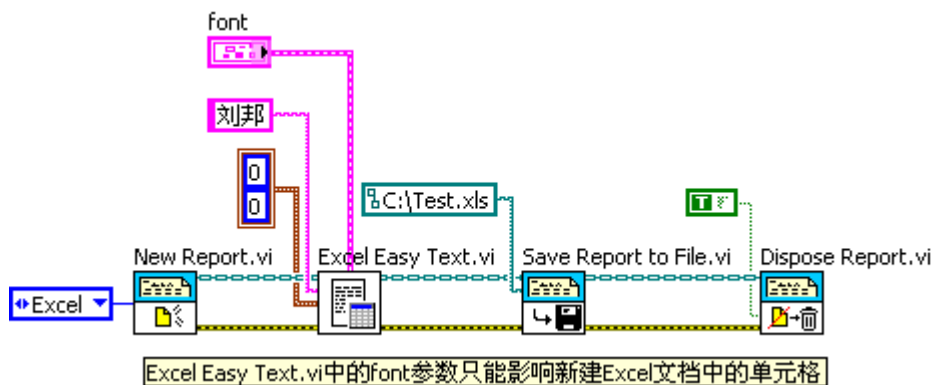 font
刘邦
0
0
C:\Test.xls
T
New Report.vi
Excel Easy Text.vi
Save Report to File.vi
Dispose Report.vi
Excel
Excel Easy Text.vi中的font参数只能影响新建Excel文档中的单元格